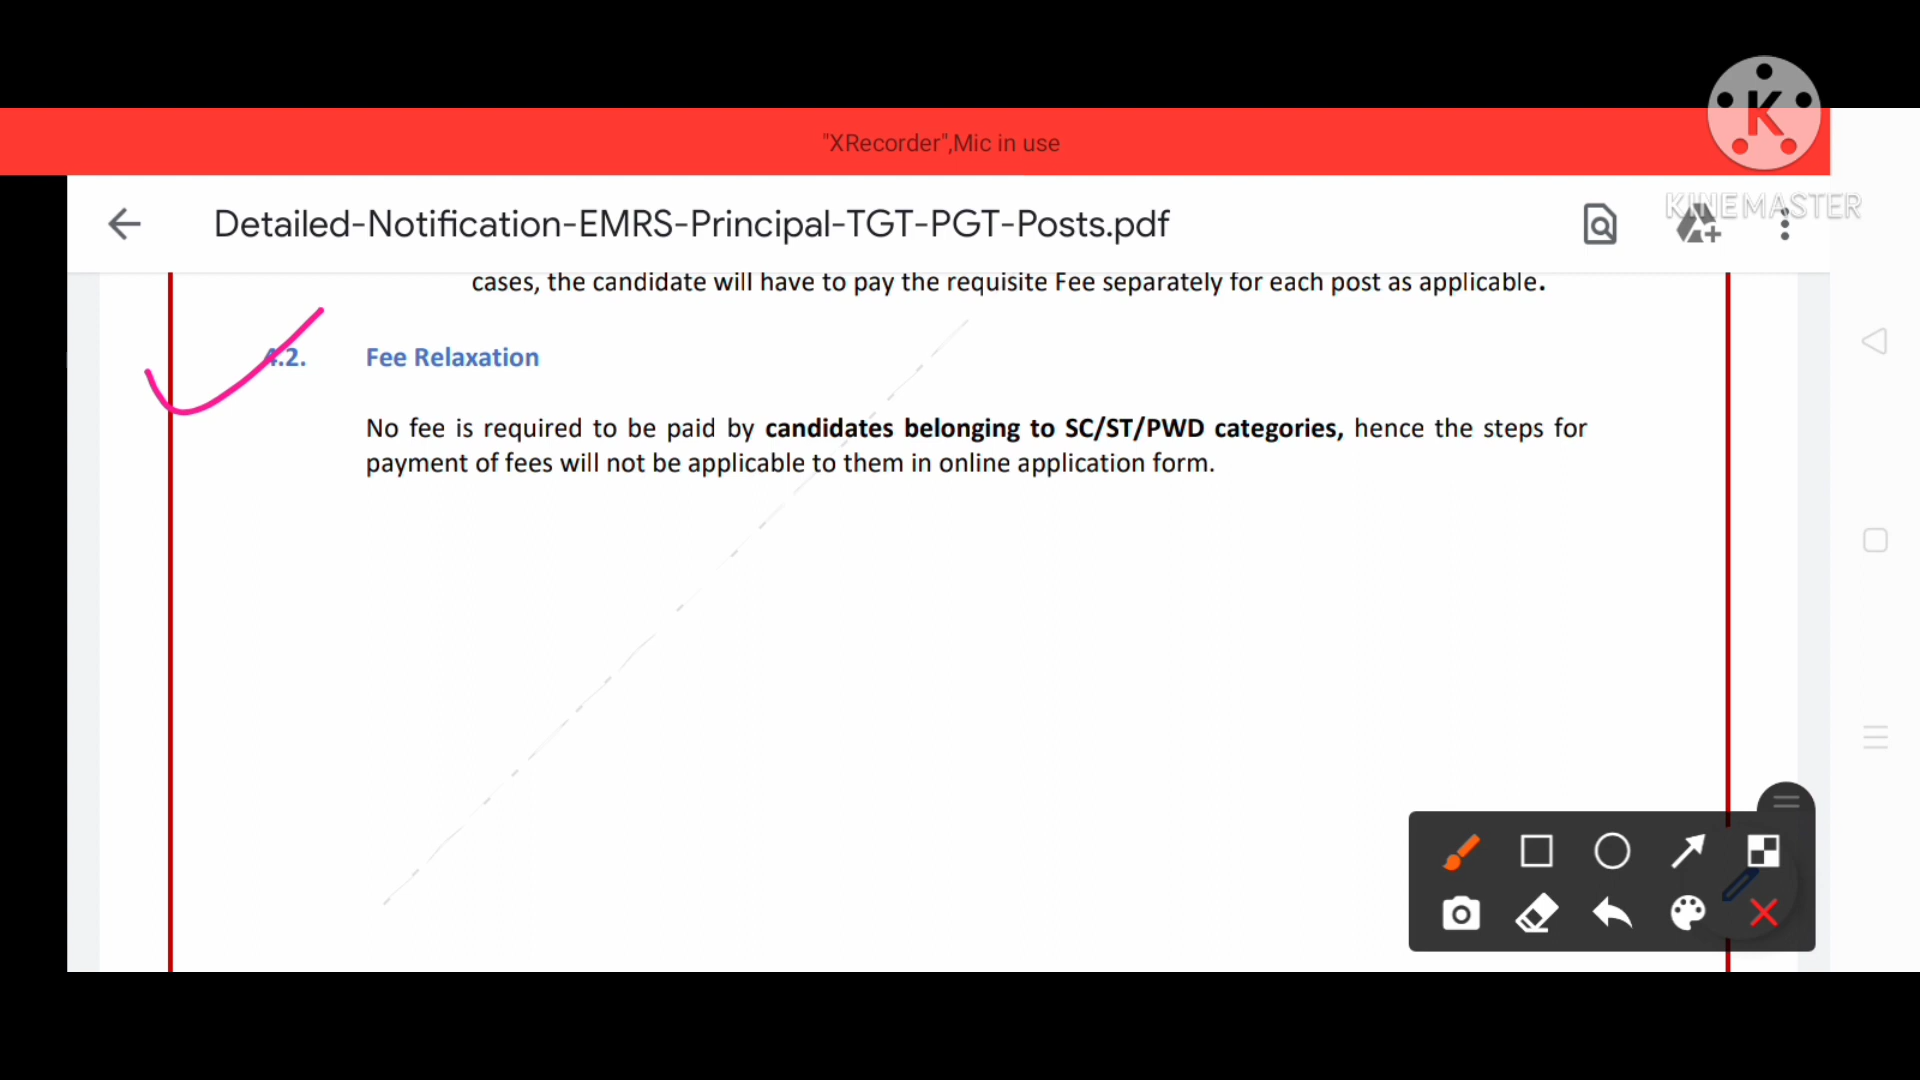 "XRecorder",Mic in use
K
KINEMASTER
Detailed-Notification-EMRS-Principal-TGT-PGT-Posts.pdf
cases, the candidate will have to pay the requisite Fee separately for each post as applicable.
4.2. Fee Relaxation
No fee is required to be paid by candidates belonging to SC/ST/PWD categories, hence the steps for
payment of fees will not be applicable to them in online application form.